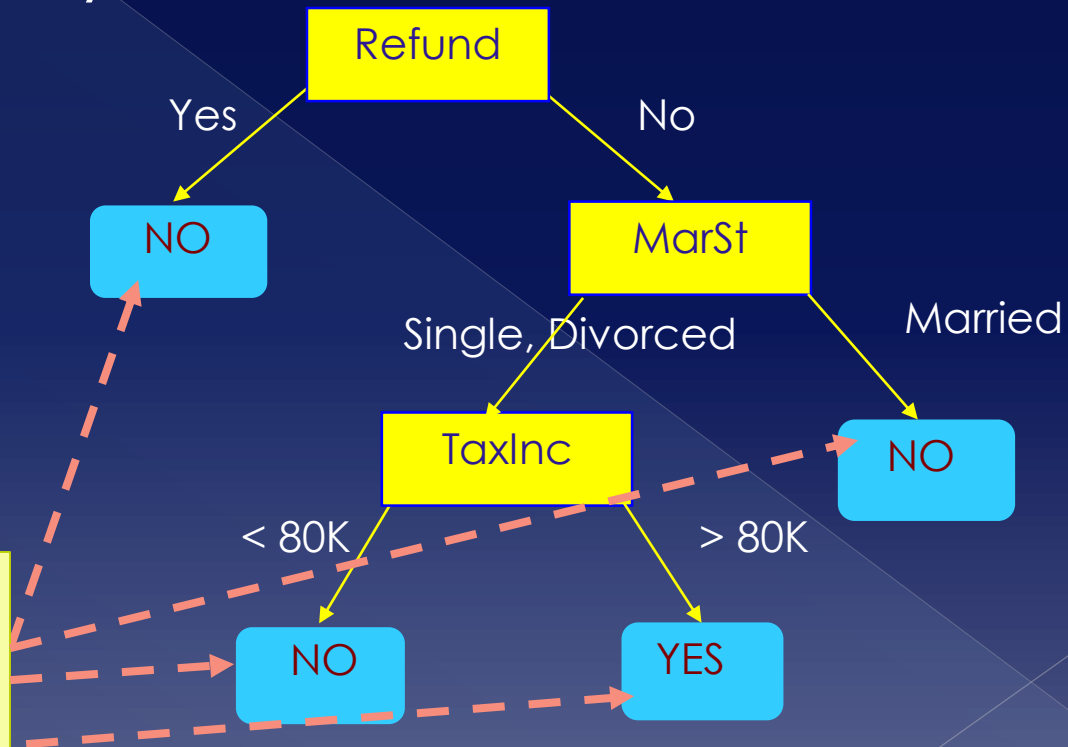 Refund
Yes
No
NO
MarSt
Single, Divorced
Married
TaxInc
NO
< 80K
> 80K
NO
YES